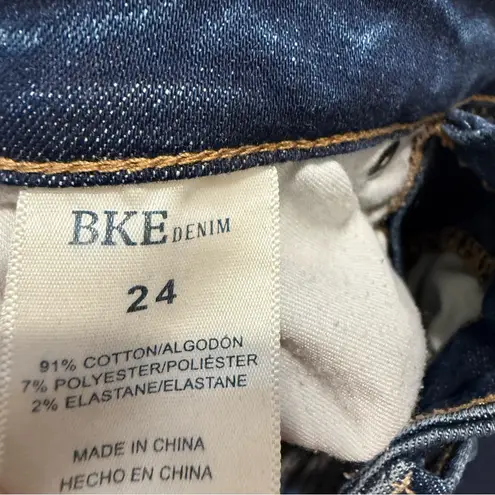 BKE DENIM
24
91% COTTON/ALGODÓN
7% POLYESTER/POLIÉSTER
2% ELASTANE/ELASTANE
MADE IN CHINA
HECHO EN CHINA